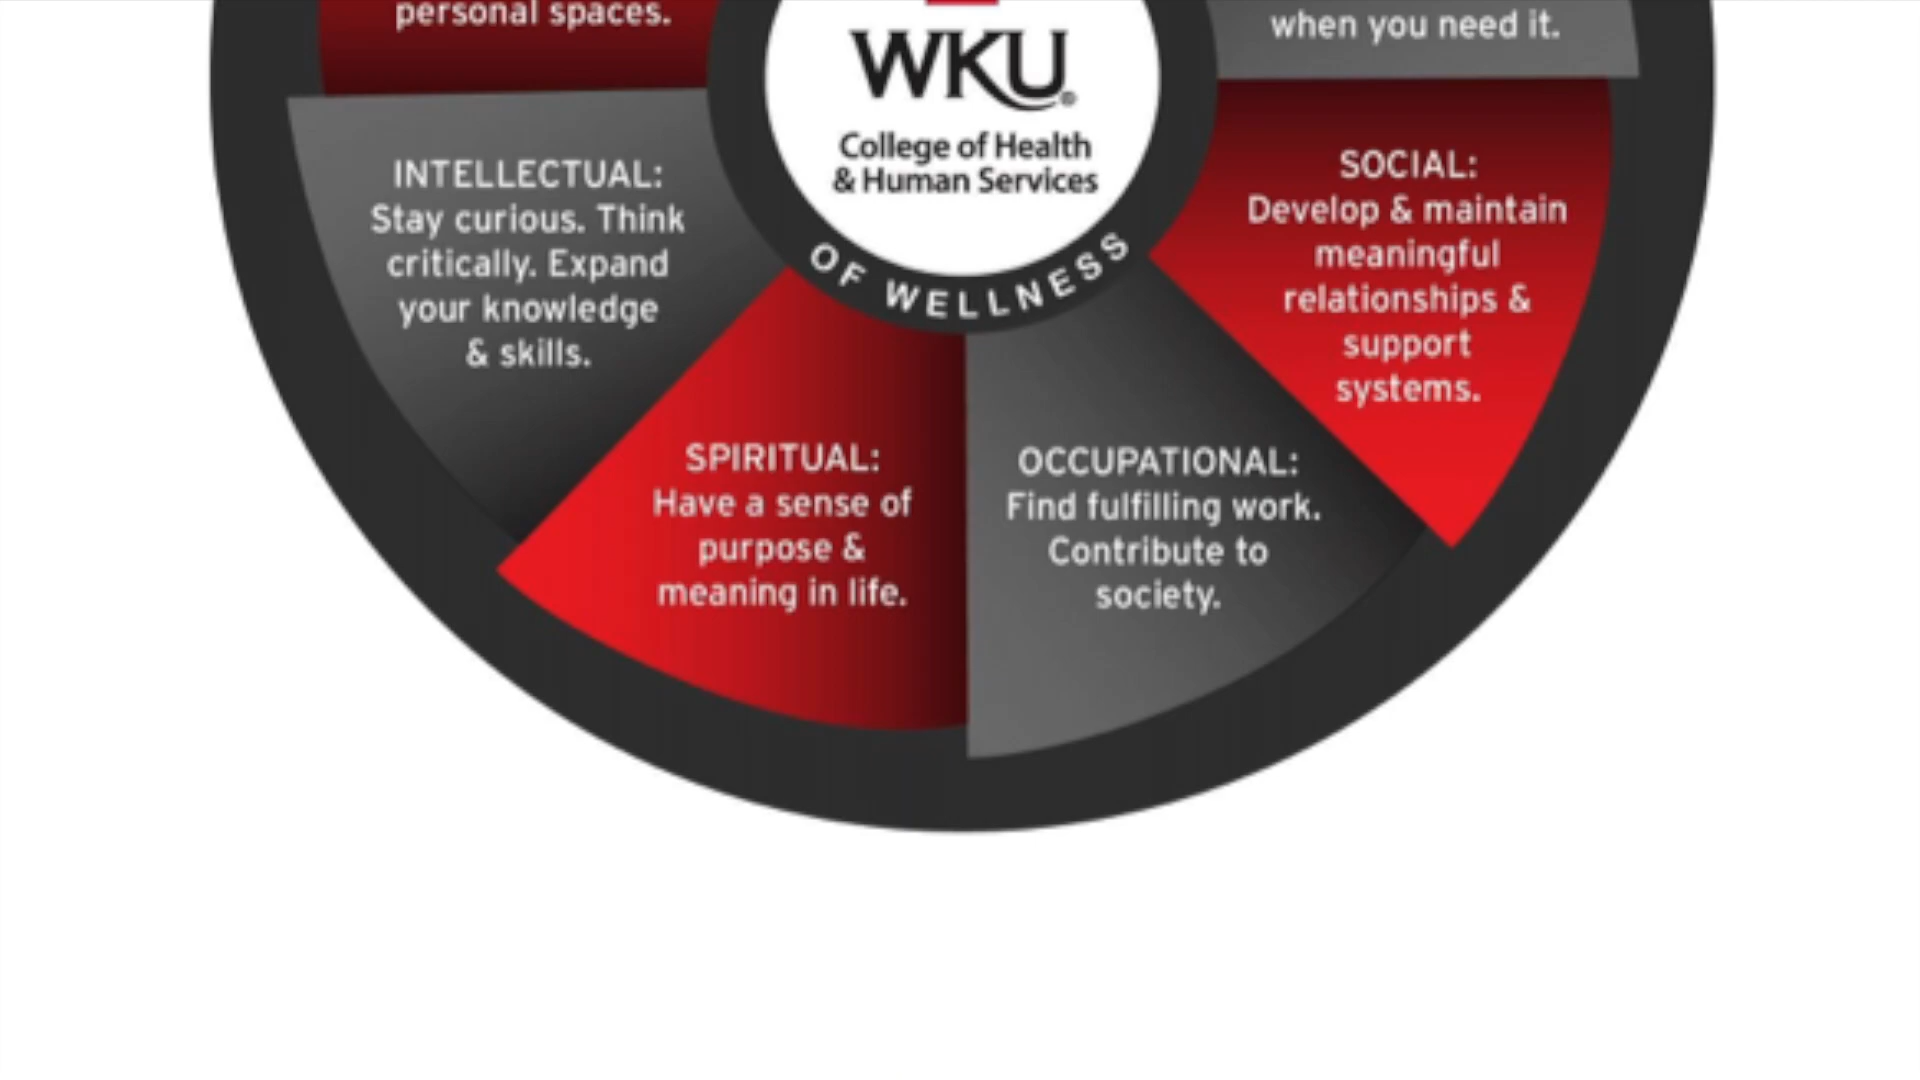 personal spaces.
when you need it.
WKU®
College of Health
& Human Services
OF WELLNESS
INTELLECTUAL:
Stay curious. Think
critically. Expand
your knowledge
& skills.
SOCIAL:
Develop & maintain
meaningful
relationships &
support
systems.
SPIRITUAL:
Have a sense of
purpose &
meaning in life.
OCCUPATIONAL:
Find fulfilling work.
Contribute to
society.